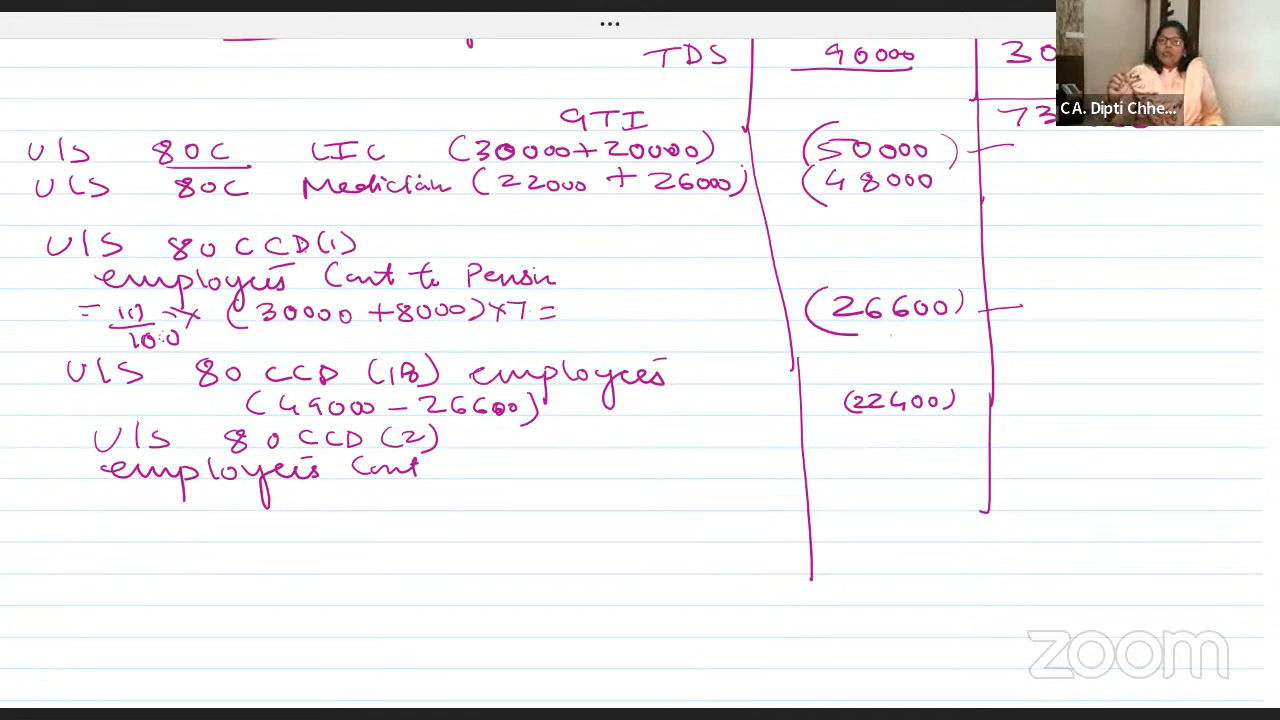 •••
TDS 90000 30
C A. Dipti Chhe...
GTI 73
U/S 80C LIC (30000+20000) (50000)
U/S 80C Mediclaim (22000 + 26000) (48000
U/S 80 CCD(1)
employees Cont to Pension
= 10/100 × (30000 +8000)×7 = (26600)
U/S 80 CCD (1B) employees
(49000 - 26600) (22400)
U/S 80 CCD (2)
employees Cont
zoom